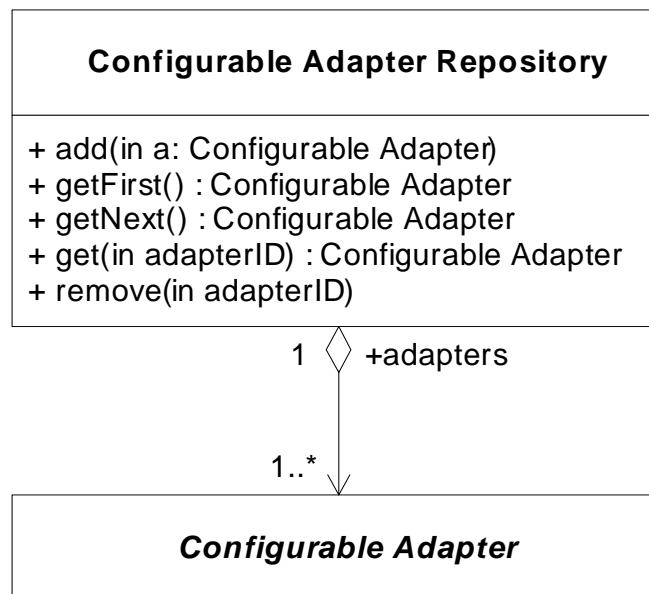 Configurable Adapter Repository
+ add(in a: Configurable Adapter)
+ getFirst() : Configurable Adapter
+ getNext() : Configurable Adapter
+ get(in adapterID) : Configurable Adapter
+ remove(in adapterID)
1 +adapters
1..*
Configurable Adapter